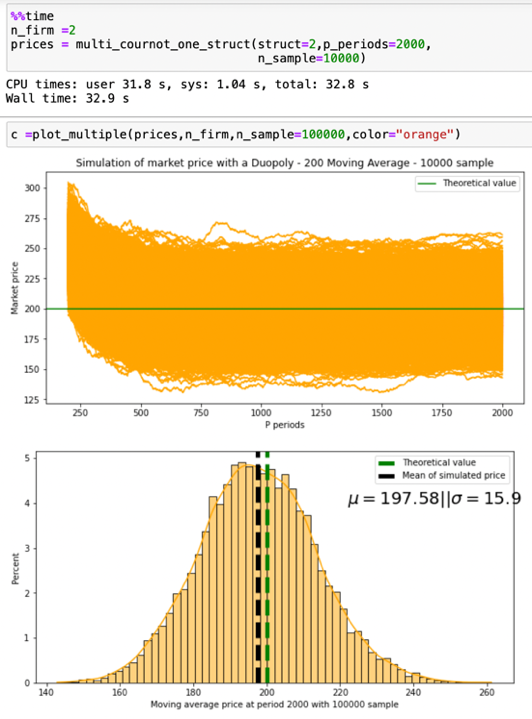 %%time
n_firm =2
prices = multi_cournot_one_struct(struct=2,p_periods=2000,
n_sample=10000)
CPU times: user 31.8 s, sys: 1.04 s, total: 32.8 s
Wall time: 32.9 s
c =plot_multiple(prices,n_firm,n_sample=100000,color="orange")
Simulation of market price with a Duopoly - 200 Moving Average - 10000 sample
Theoretical value
300
275
250
225
200
175
150
125
Market price
250 500 750 1000 1250 1500 1750 2000
P periods
Theoretical value
Mean of simulated price
μ = 197.58||σ = 15.9
5
4
3
2
1
0
Percent
140 160 180 200 220 240 260
Moving average price at period 2000 with 100000 sample